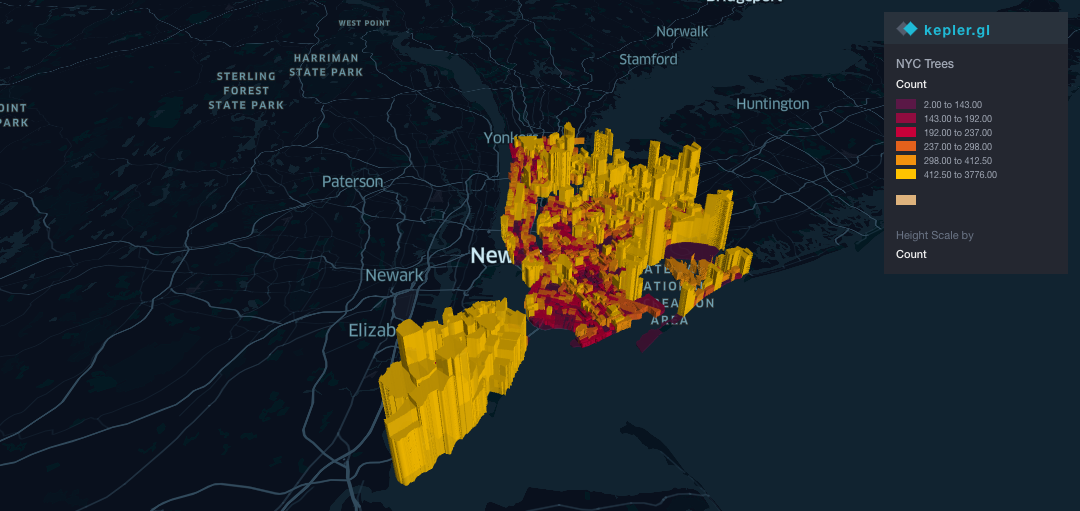 Bridgeport
WEST POINT
Norwalk
Stamford
HARRIMAN
STATE PARK
STERLING
FOREST
STATE PARK
OINT
PARK
Huntington
Yonk
Paterson
New
Newark
Elizab
ATE
ATION
REA ON
AREA
kepler.gl
NYC Trees
Count
2.00 to 143.00
143.00 to 192.00
192.00 to 237.00
237.00 to 298.00
298.00 to 412.50
412.50 to 3776.00
Height Scale by
Count